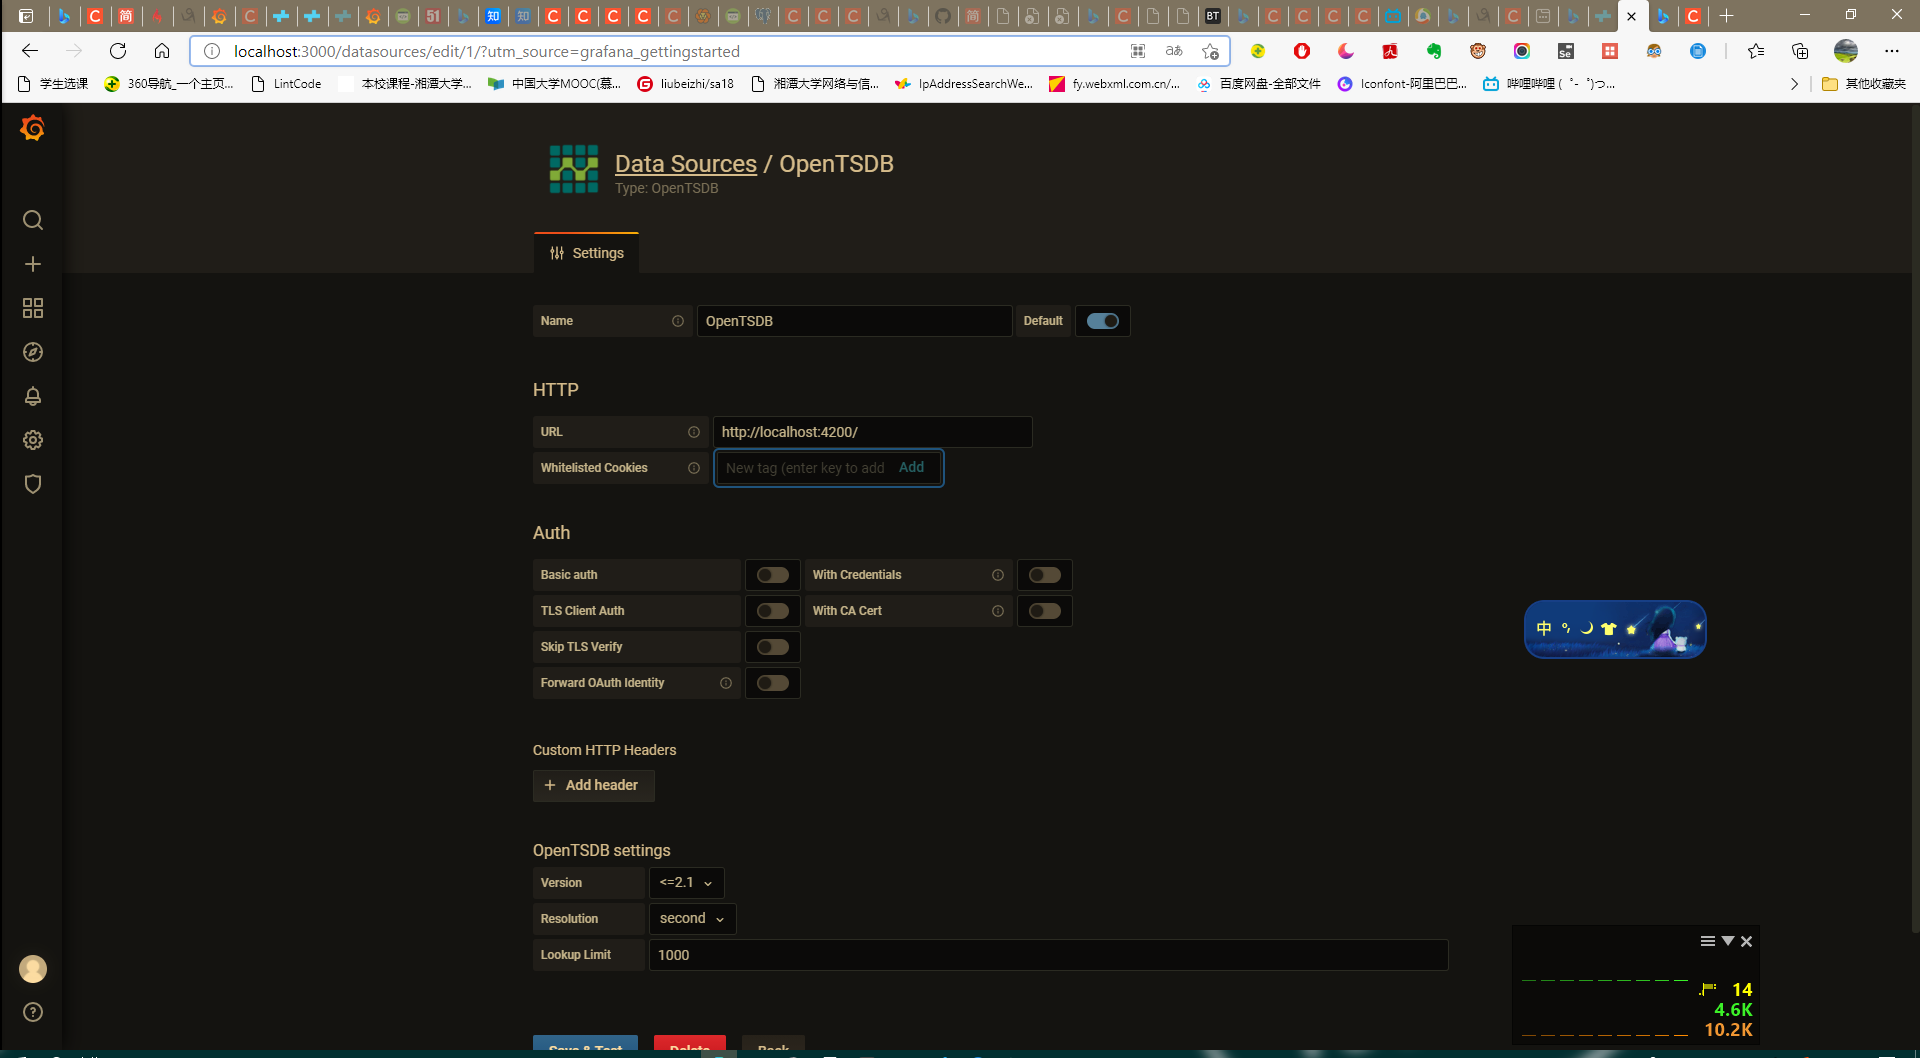 localhost:3000/datasources/edit/1/?utm_source=grafana_gettingstarted
学生选课 360导航_一个主页... LintCode 本校课程-湘潭大学... 中国大学MOOC(慕... liubeizhi/sa18 湘潭大学网络与信... IpAddressSearchWe... fy.webxml.com.cn/... 百度网盘-全部文件 Iconfont-阿里巴巴... 哔哩哔哩 ( ゜- ゜)つ... 其他收藏夹
Data Sources / OpenTSDB
Type: OpenTSDB
Settings
Name OpenTSDB Default
HTTP
URL http://localhost:4200/
Whitelisted Cookies New tag (enter key to add Add
Auth
Basic auth With Credentials
TLS Client Auth With CA Cert
Skip TLS Verify
Forward OAuth Identity
中
Custom HTTP Headers
Add header
OpenTSDB settings
Version <=2.1
Resolution second
Lookup Limit 1000
14
4.6K
10.2K
Save & Test Delete Back